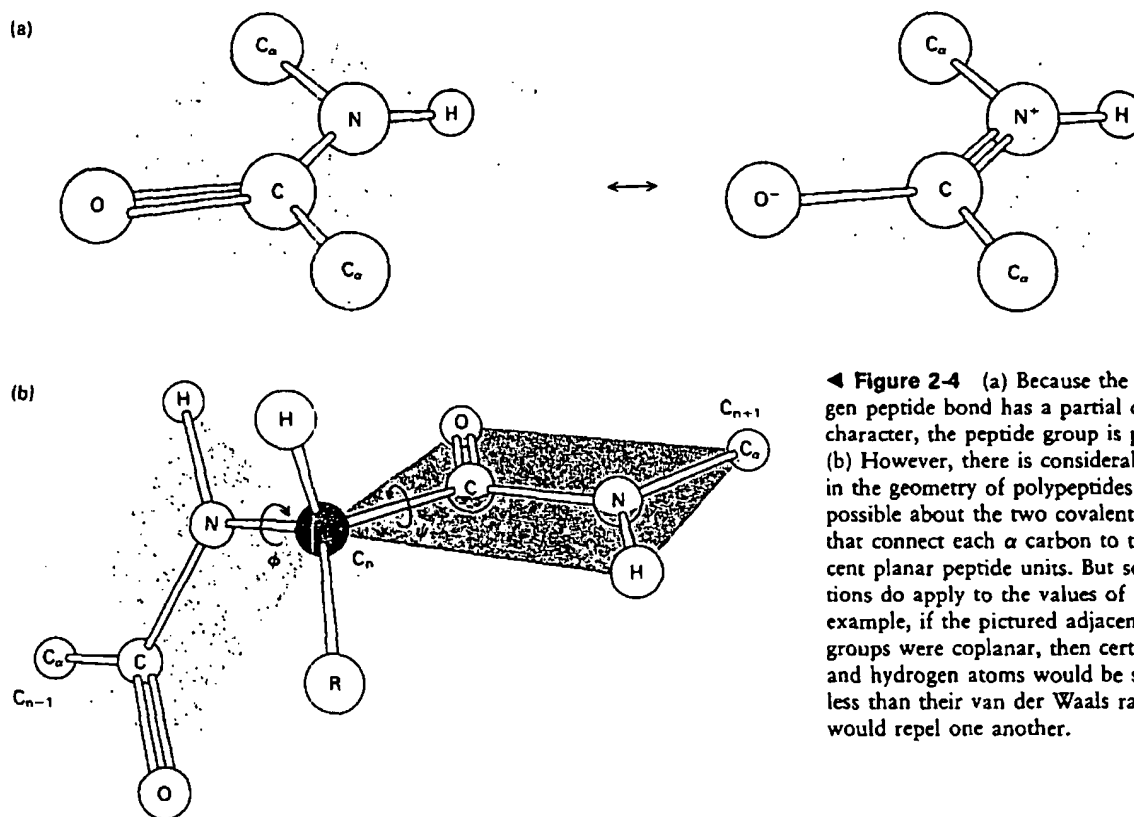 (a)
Cα
N
H
O
C
Cα
↔
Cα
N⁺
H
O⁻
C
Cα
(b)
H
H
O
C
Cₙ₊₁
Cα
N
ϕ
Cₙ
ψ
N
H
Cα
C
Cₙ₋₁
R
O
◄ Figure 2-4 (a) Because the
gen peptide bond has a partial
character, the peptide group is
(b) However, there is
in the geometry of polypeptides
possible about the two covalent
that connect each α carbon to
cent planar peptide units. But
tions do apply to the values of
example, if the pictured
groups were coplanar, then
and hydrogen atoms would be
less than their van der Waals
would repel one another.